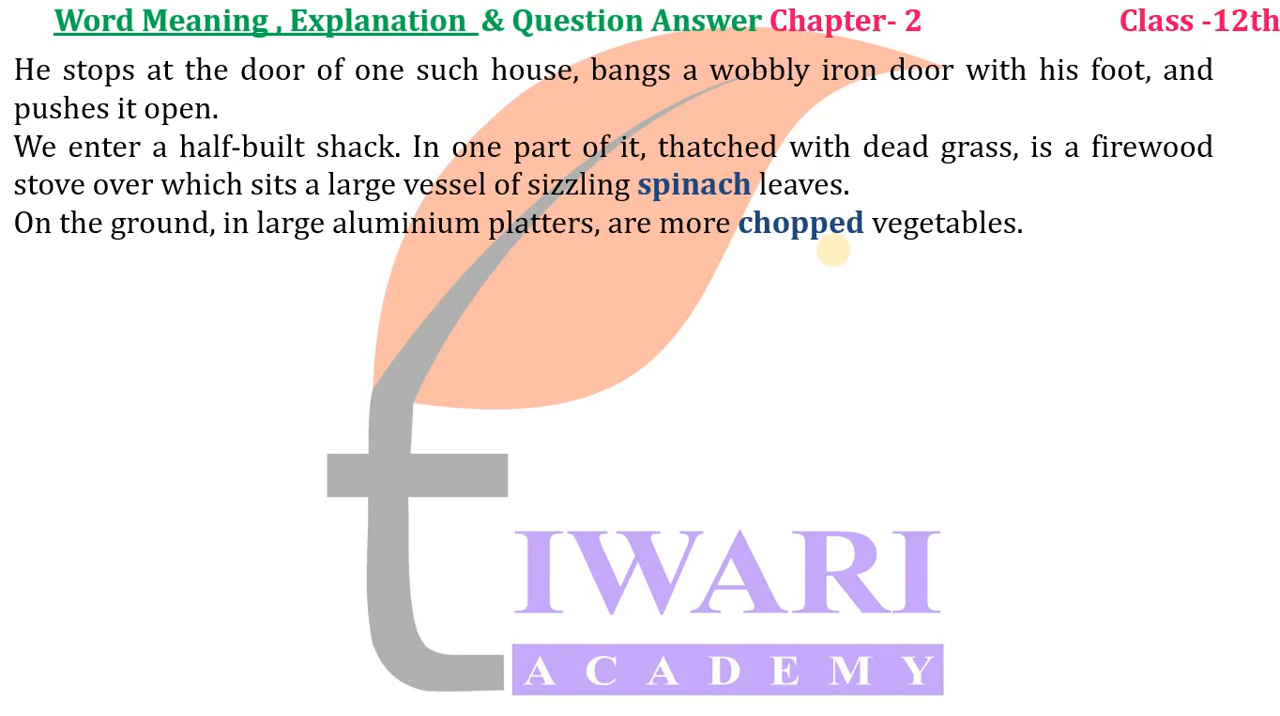 Word Meaning , Explanation & Question Answer Chapter- 2 Class -12th
He stops at the door of one such house, bangs a wobbly iron door with his foot, and
pushes it open.
We enter a half-built shack. In one part of it, thatched with dead grass, is a firewood
stove over which sits a large vessel of sizzling spinach leaves.
On the ground, in large aluminium platters, are more chopped vegetables.
tIWARI
ACADEMY